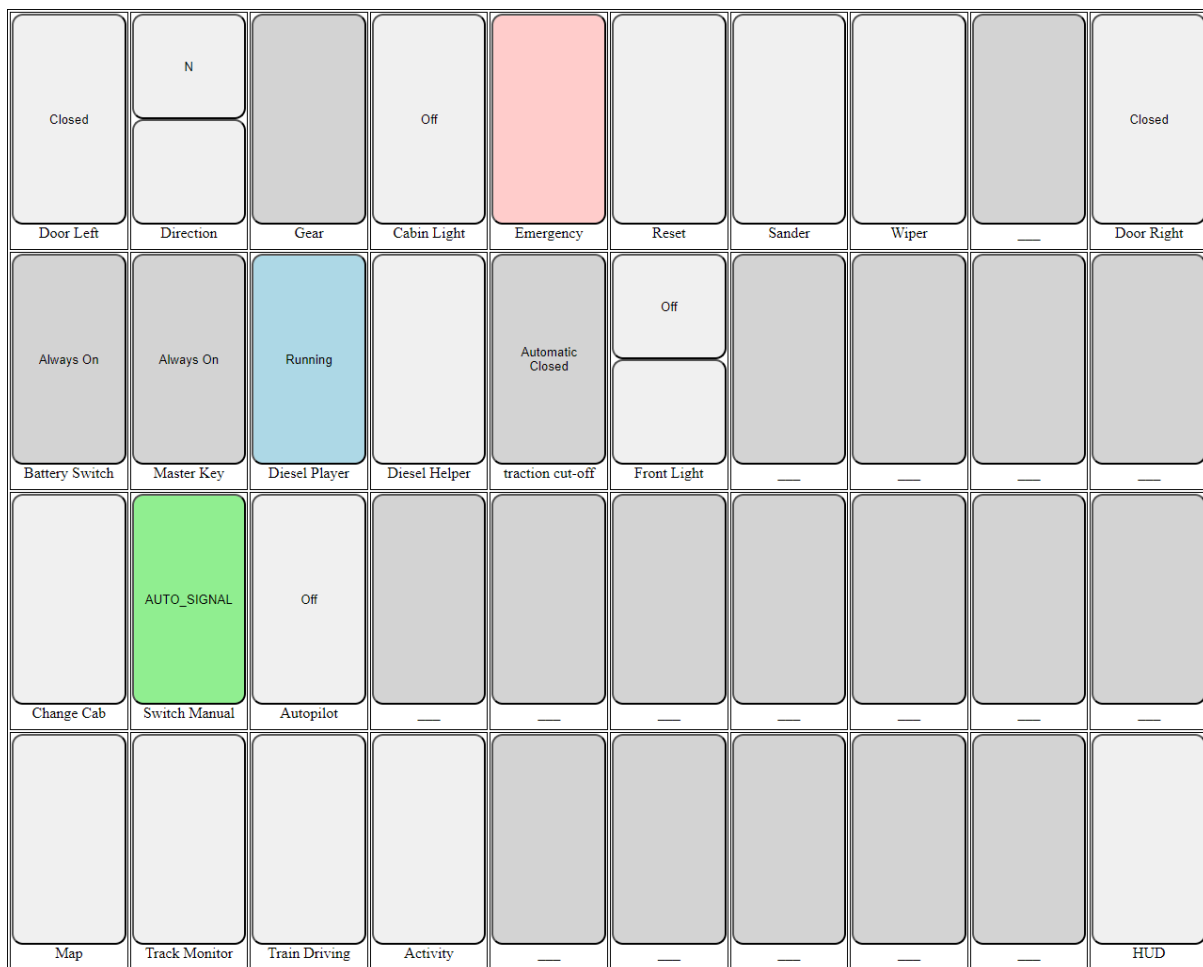 N
Closed
Off
Closed
Door Left
Direction
Gear
Cabin Light
Emergency
Reset
Sander
Wiper
___
Door Right
Off
Always On
Always On
Running
Automatic
Closed
Battery Switch
Master Key
Diesel Player
Diesel Helper
traction cut-off
Front Light
___
___
___
___
AUTO_SIGNAL
Off
Change Cab
Switch Manual
Autopilot
___
___
___
___
___
___
___
Map
Track Monitor
Train Driving
Activity
___
___
___
___
___
HUD